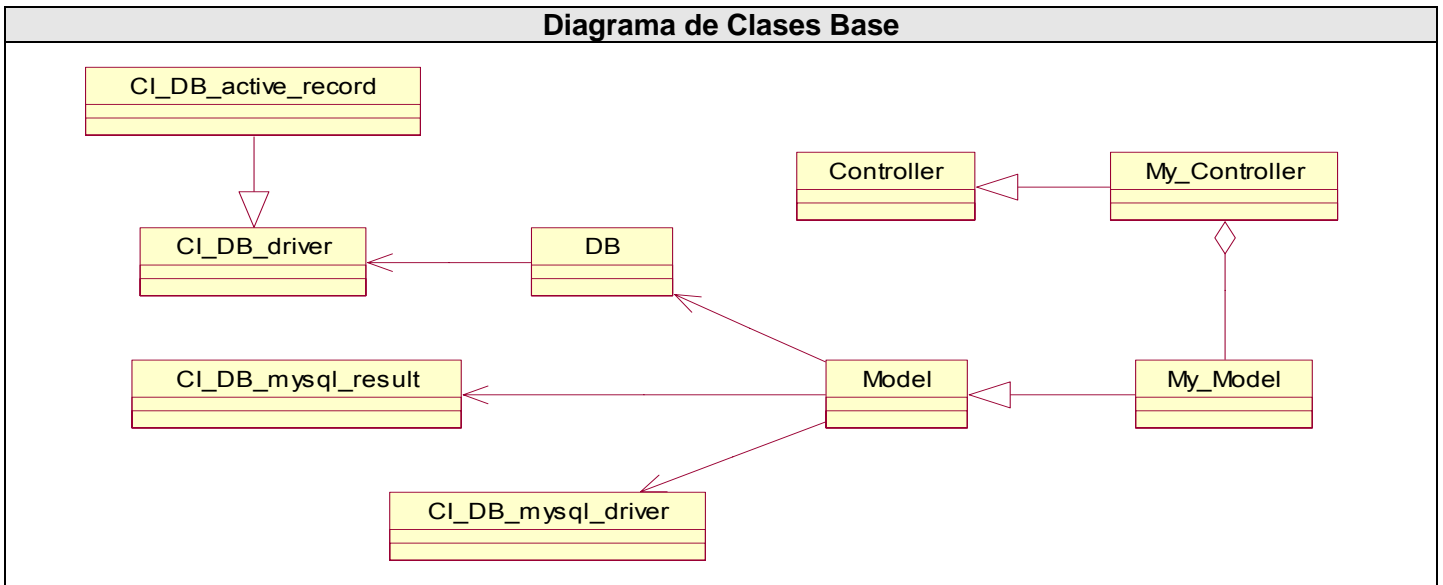 Diagrama de Clases Base
CI_DB_active_record
Controller
My_Controller
CI_DB_driver
DB
CI_DB_mysql_result
Model
My_Model
CI_DB_mysql_driver